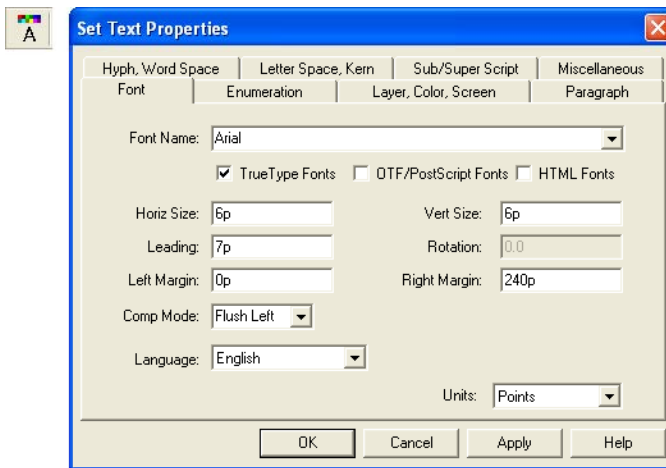 A
Set Text Properties
Hyph, Word Space Letter Space, Kern Sub/Super Script Miscellaneous
Font Enumeration Layer, Color, Screen Paragraph
Font Name: Arial
TrueType Fonts OTF/PostScript Fonts HTML Fonts
Horiz Size: 6p Vert Size: 6p
Leading: 7p Rotation: 0.0
Left Margin: 0p Right Margin: 240p
Comp Mode: Flush Left
Language: English
Units: Points
OK Cancel Apply Help